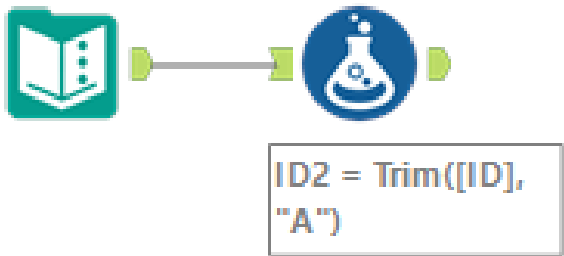 ID2 = Trim([ID],
"A")